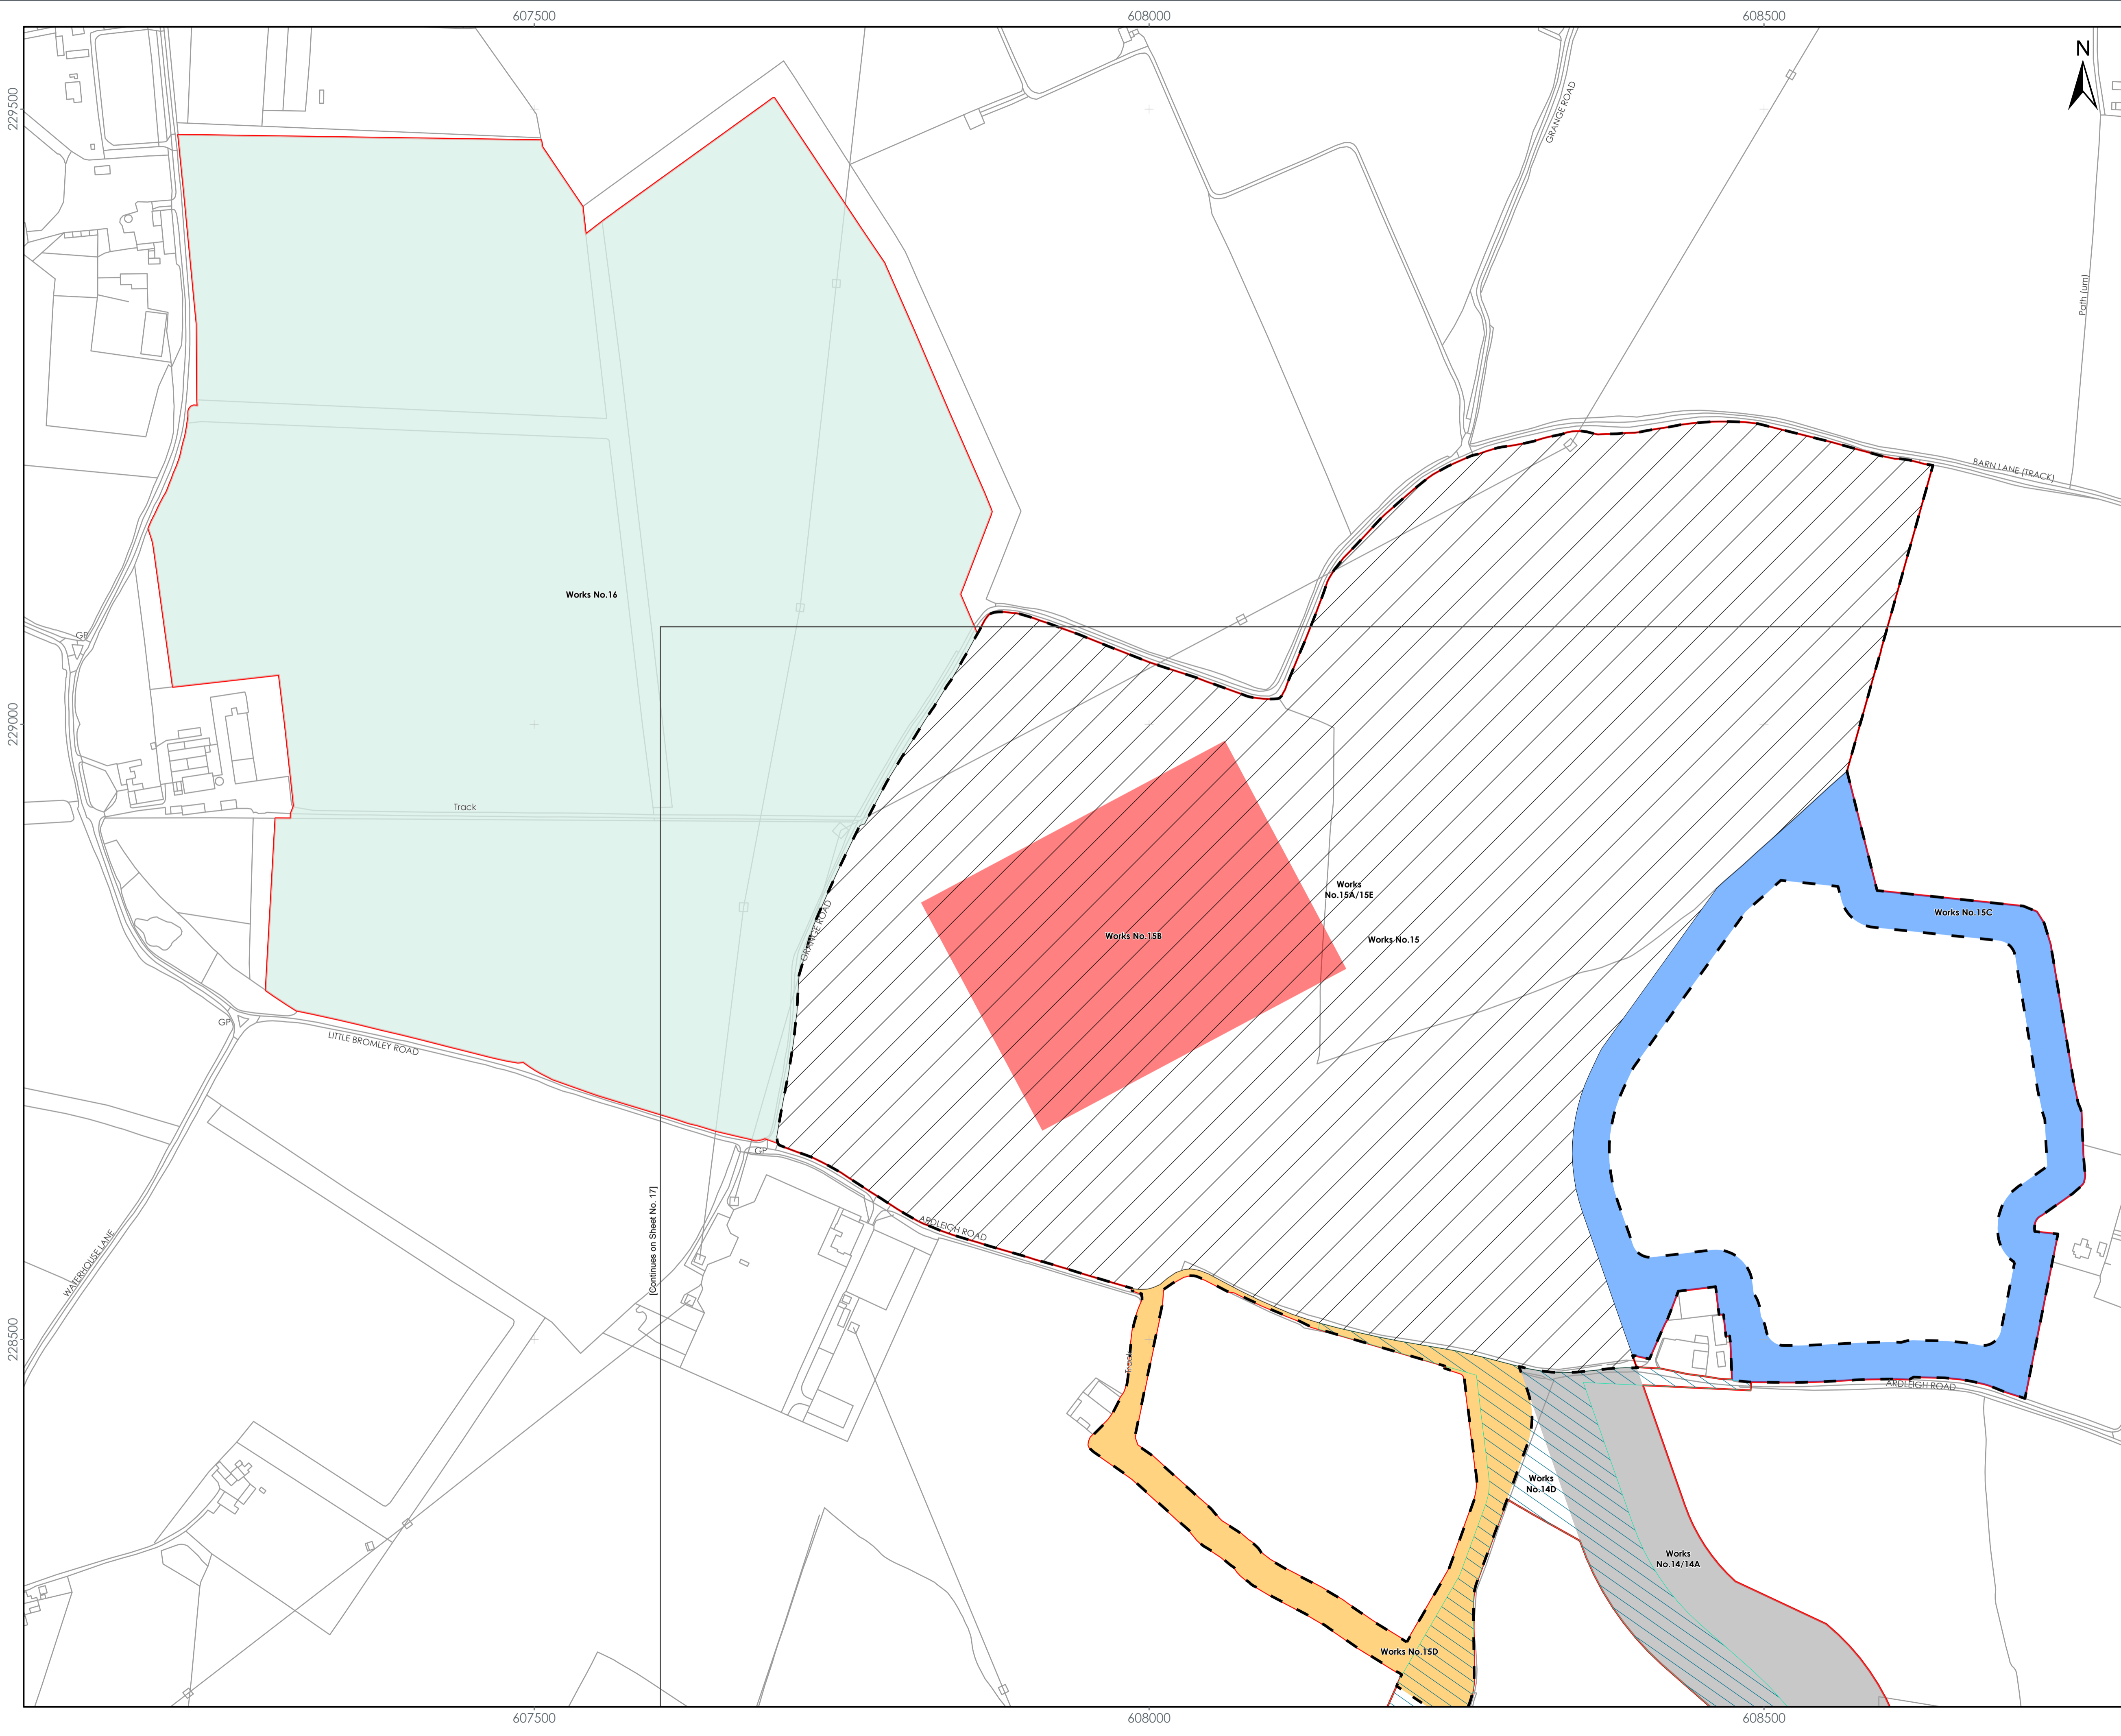 607500
608000
608500
229500
N
GRANGE ROAD
Path (um)
BARN LANE (TRACK)
Works No.16
GP
229000
Track
Works
No.15A/15E
GRANGE ROAD
Works No.15C
Works No.15B
Works No.15
GP
LITTLE BROMLEY ROAD
GP
[Continues on Sheet No. 17]
ARDLEIGH ROAD
WATERHOUSE LANE
228500
Track
ARDLEIGH ROAD
Works
No.14D
Works
No.14/14A
Works No.15D
607500
608000
608500